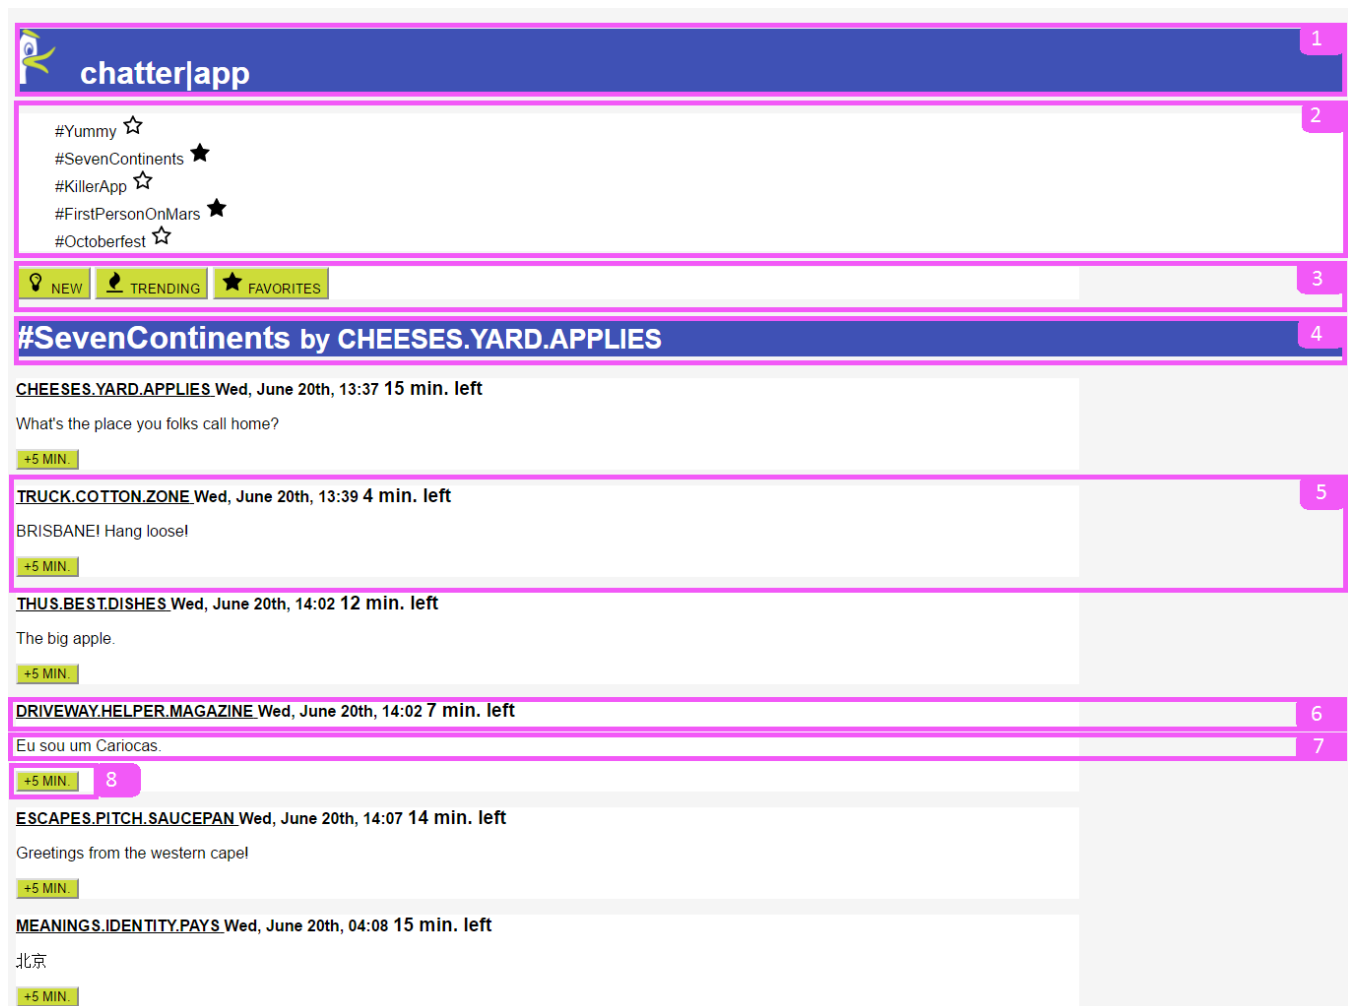 1
chatter|app
2
#Yummy
#SevenContinents
#KillerApp
#FirstPersonOnMars
#Octoberfest
3
NEW TRENDING FAVORITES
4
#SevenContinents by CHEESES.YARD.APPLIES
CHEESES.YARD.APPLIES Wed, June 20th, 13:37 15 min. left
What's the place you folks call home?
+5 MIN.
5
TRUCK.COTTON.ZONE Wed, June 20th, 13:39 4 min. left
BRISBANE! Hang loose!
+5 MIN.
THUS.BEST.DISHES Wed, June 20th, 14:02 12 min. left
The big apple.
+5 MIN.
DRIVEWAY.HELPER.MAGAZINE Wed, June 20th, 14:02 7 min. left 6
Eu sou um Cariocas. 7
+5 MIN. 8
ESCAPES.PITCH.SAUCEPAN Wed, June 20th, 14:07 14 min. left
Greetings from the western cape!
+5 MIN.
MEANINGS.IDENTITY.PAYS Wed, June 20th, 04:08 15 min. left
北京
+5 MIN.